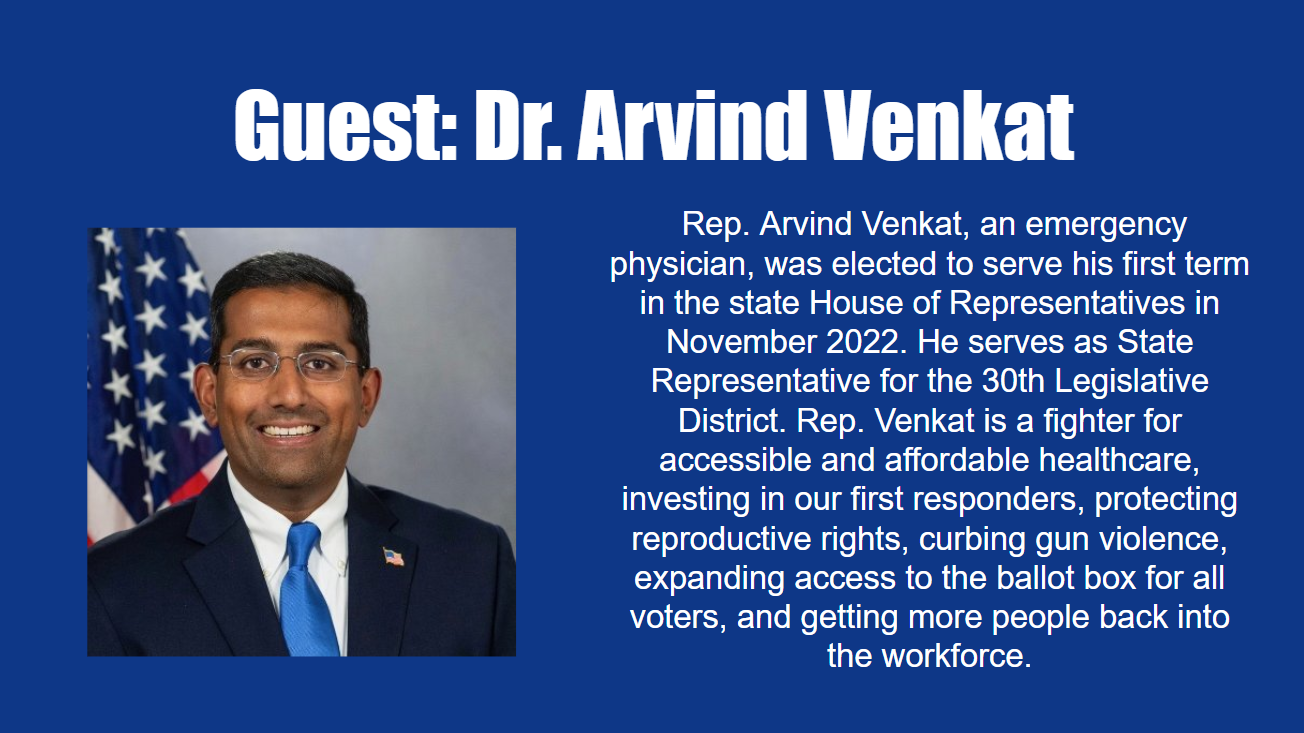 Guest: Dr. Arvind Venkat
Rep. Arvind Venkat, an emergency
physician, was elected to serve his first term
in the state House of Representatives in
November 2022. He serves as State
Representative for the 30th Legislative
District. Rep. Venkat is a fighter for
accessible and affordable healthcare,
investing in our first responders, protecting
reproductive rights, curbing gun violence,
expanding access to the ballot box for all
voters, and getting more people back into
the workforce.